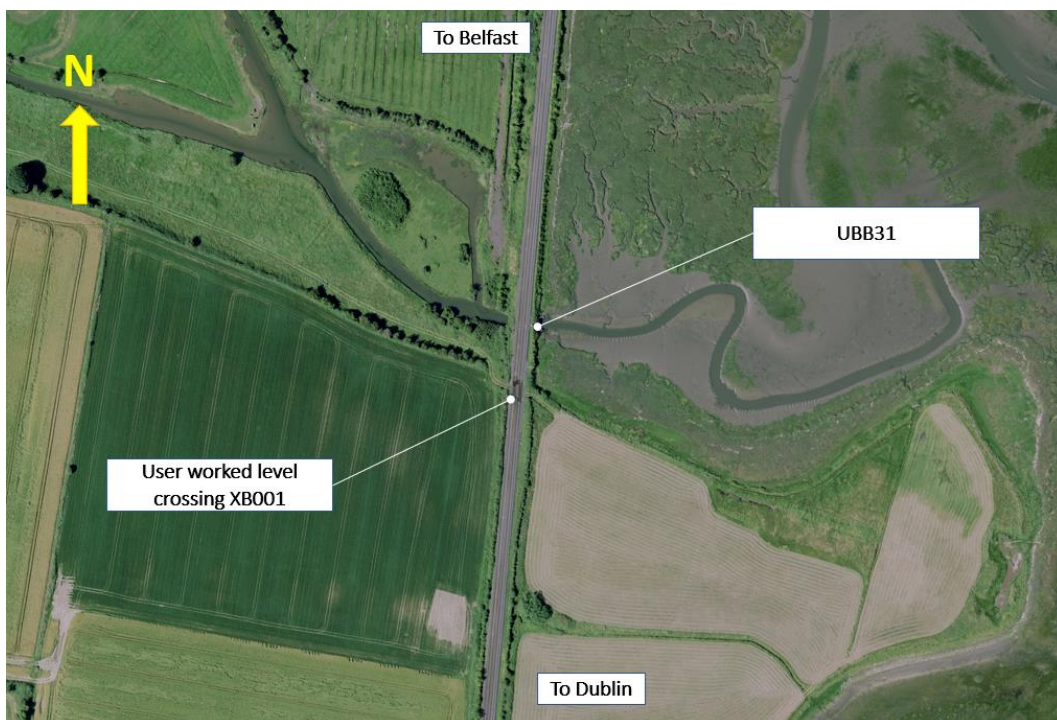 To Belfast
N
UBB31
User worked level
crossing XB001
To Dublin